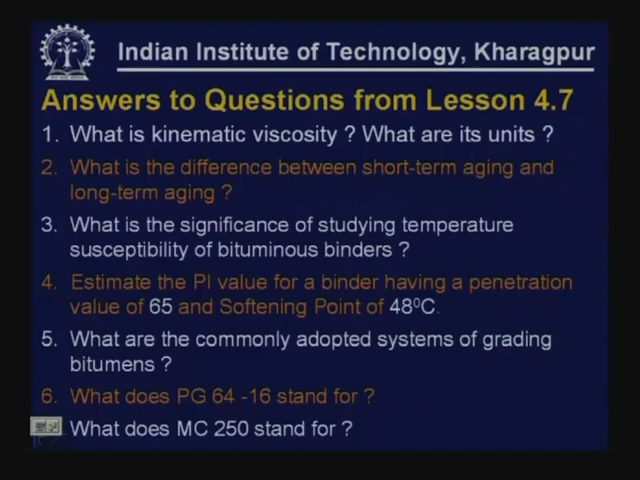 Indian Institute of Technology, Kharagpur
Answers to Questions from Lesson 4.7
1. What is kinematic viscosity ? What are its units ?
2. What is the difference between short-term aging and
long-term aging ?
3. What is the significance of studying temperature
susceptibility of bituminous binders ?
4. Estimate the PI value for a binder having a penetration
value of 65 and Softening Point of 48⁰C.
5. What are the commonly adopted systems of grading
bitumens ?
6. What does PG 64 -16 stand for ?
What does MC 250 stand for ?